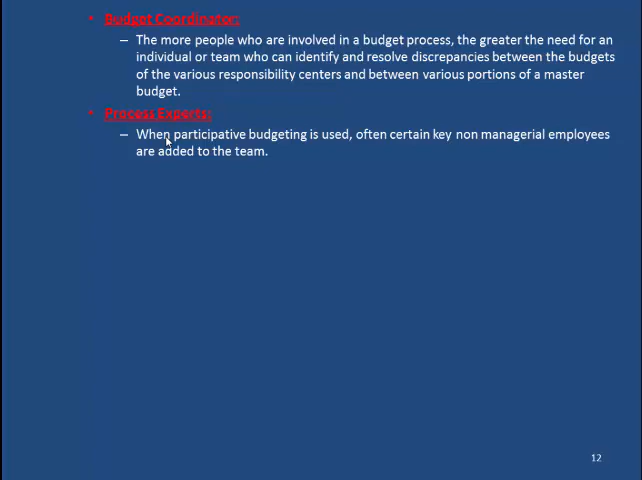 • Budget Coordinator:
– The more people who are involved in a budget process, the greater the need for an
individual or team who can identify and resolve discrepancies between the budgets
of the various responsibility centers and between various portions of a master
budget.
• Process Experts:
– When participative budgeting is used, often certain key non managerial employees
are added to the team.
12